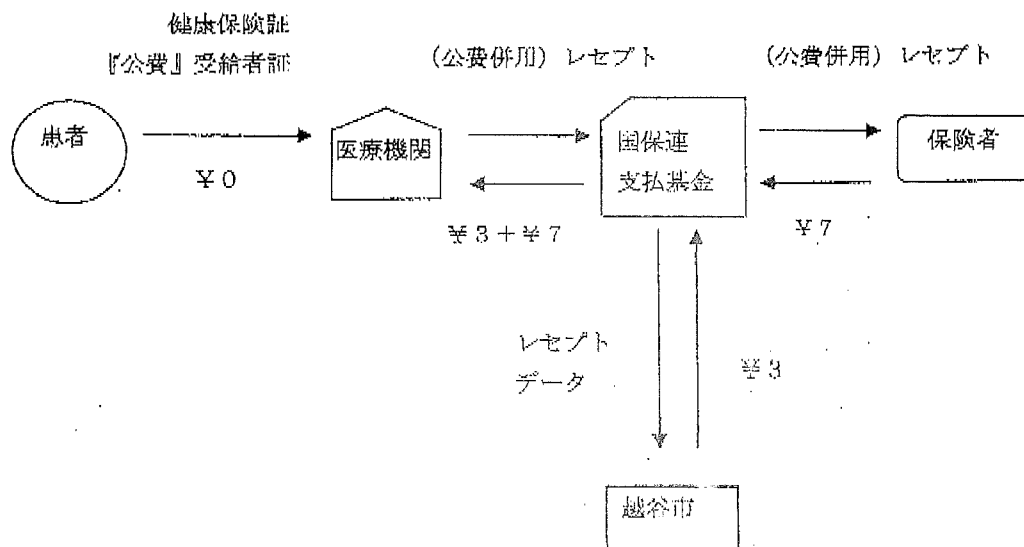 健康保険証
『公費』受給者証
(公費併用) レセプト
(公費併用) レセプト
患者
医療機関
国保連
支払基金
保険者
¥0
¥3+¥7
¥7
レセプト
データ
¥3
越谷市